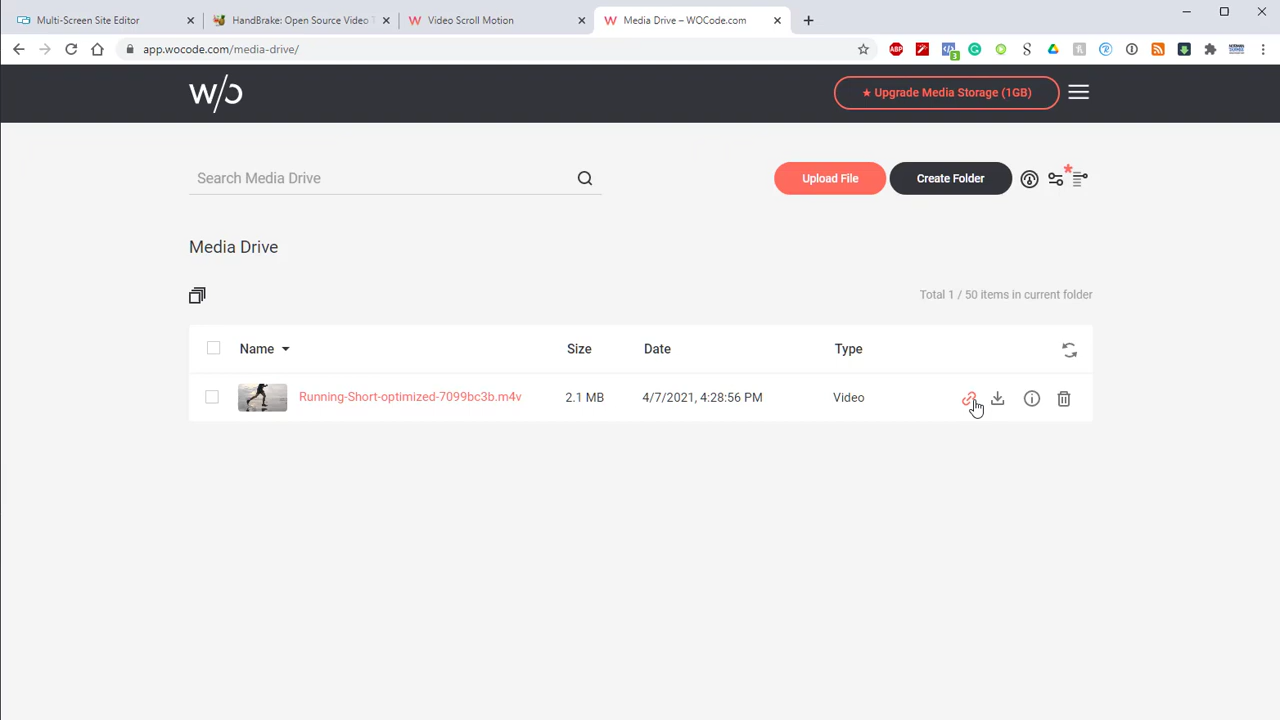 Multi-Screen Site Editor
HandBrake: Open Source Video T
Video Scroll Motion
Media Drive – WOCode.com
app.wocode.com/media-drive/
ABP
3
W/C
★ Upgrade Media Storage (1GB)
Search Media Drive
Upload File
Create Folder
Media Drive
Total 1 / 50 items in current folder
Name
Size
Date
Type
Running-Short-optimized-7099bc3b.m4v
2.1 MB
4/7/2021, 4:28:56 PM
Video